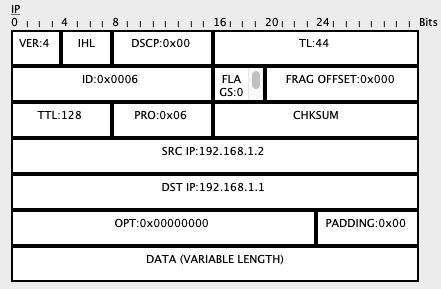 IP
0 4 8 16 20 24 Bits
VER:4 IHL DSCP:0x00 TL:44
ID:0x0006 FLA GS:0 FRAG OFFSET:0x000
TTL:128 PRO:0x06 CHKSUM
SRC IP:192.168.1.2
DST IP:192.168.1.1
OPT:0x00000000 PADDING:0x00
DATA (VARIABLE LENGTH)